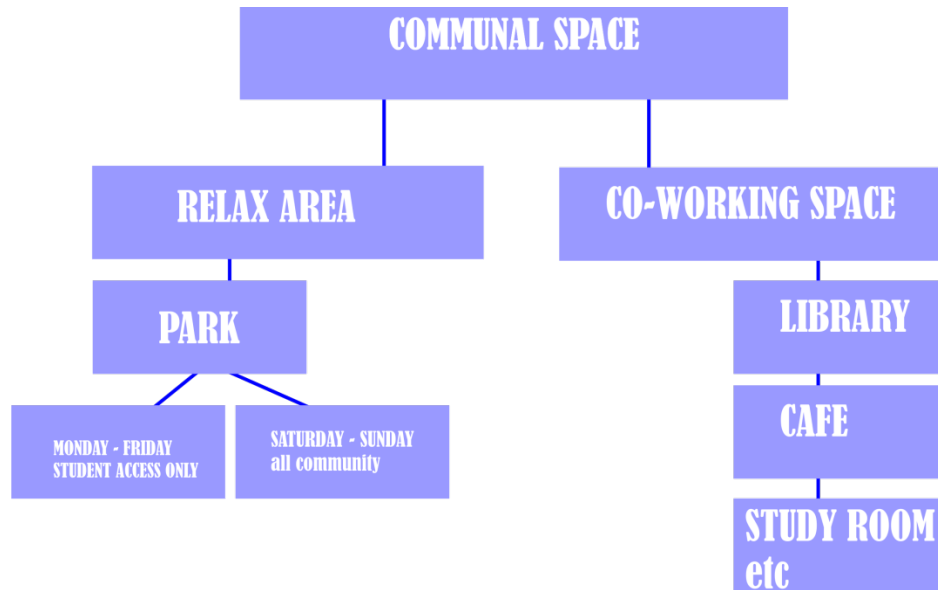 COMMUNAL SPACE
RELAX AREA
CO-WORKING SPACE
PARK
LIBRARY
MONDAY - FRIDAY
STUDENT ACCESS ONLY
SATURDAY - SUNDAY
all community
CAFE
STUDY ROOM
etc